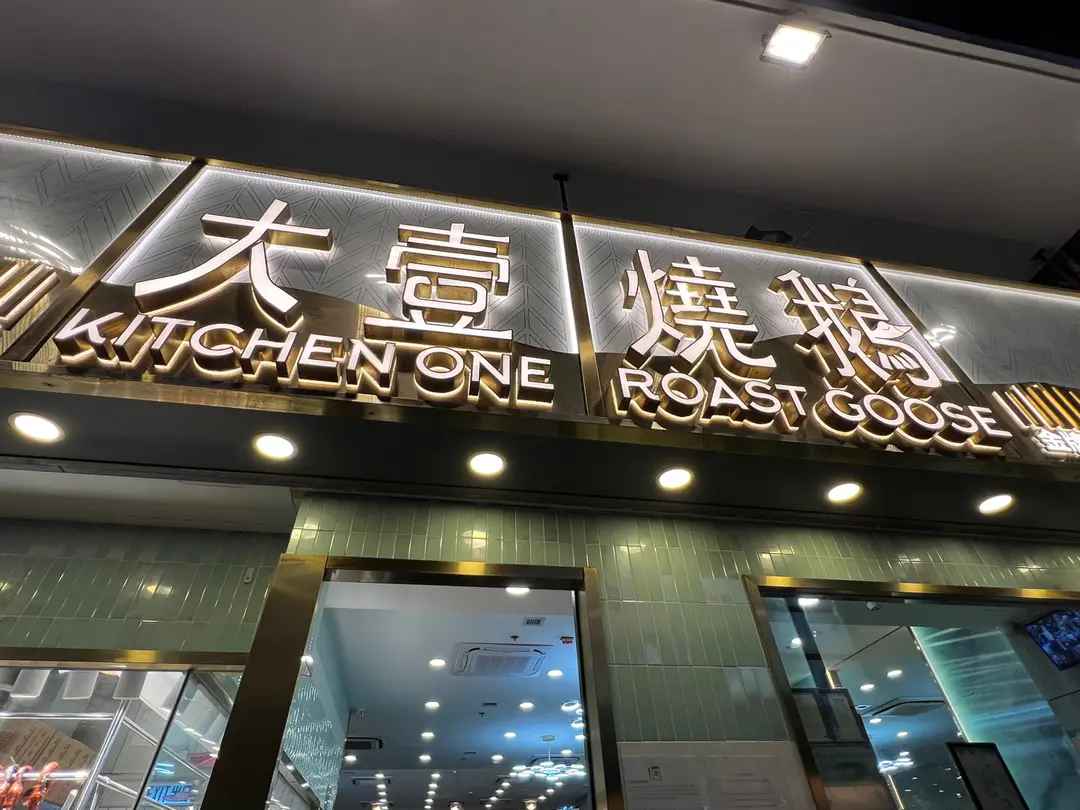 大壹燒鵝
KITCHEN ONE ROAST GOOSE